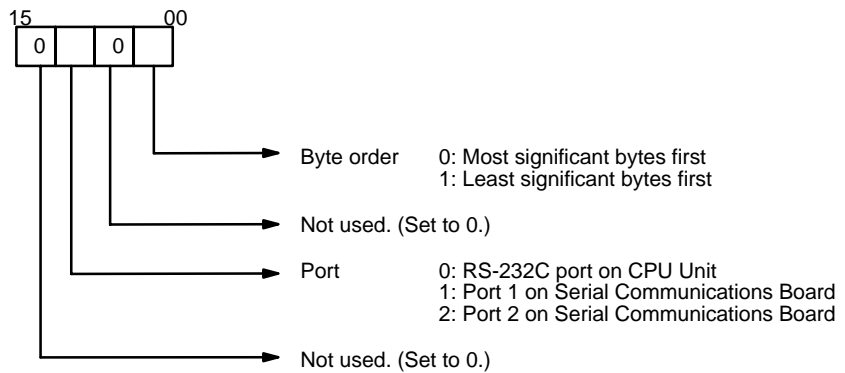 15 00
0 0
Byte order 0: Most significant bytes first
1: Least significant bytes first
Not used. (Set to 0.)
Port 0: RS-232C port on CPU Unit
1: Port 1 on Serial Communications Board
2: Port 2 on Serial Communications Board
Not used. (Set to 0.)